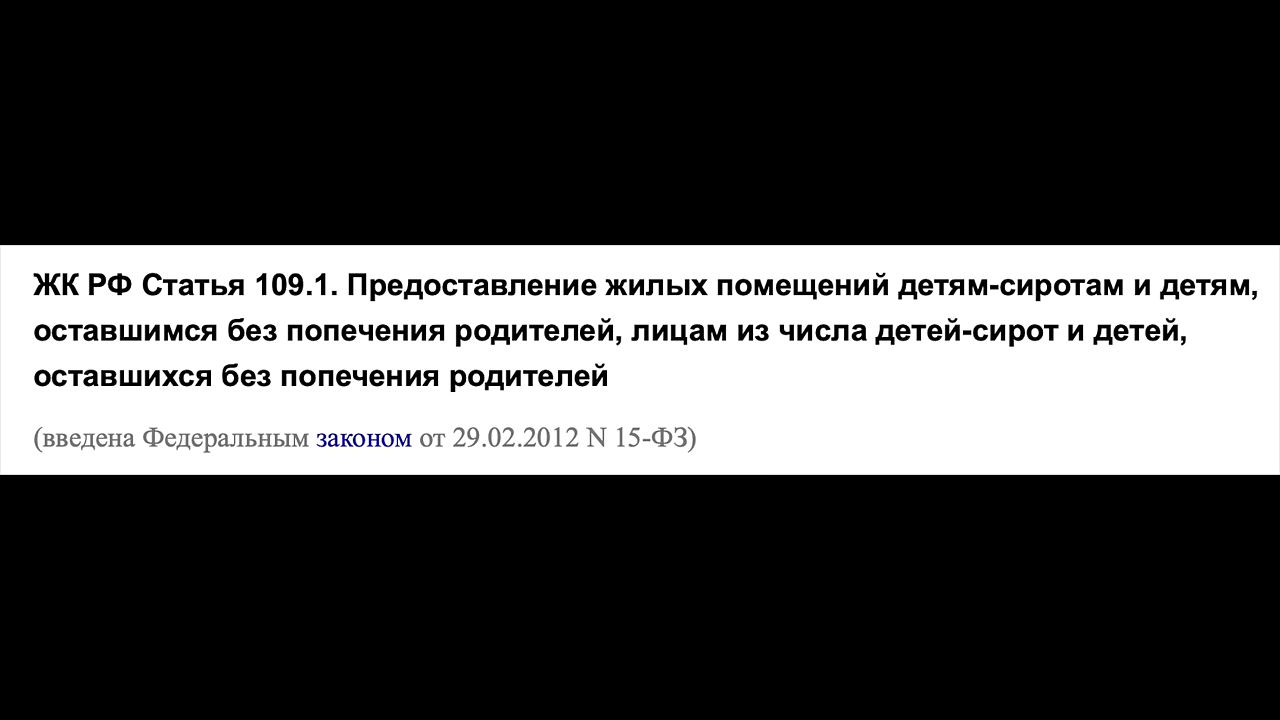 ЖК РФ Статья 109.1. Предоставление жилых помещений детям-сиротам и детям,
оставшимся без попечения родителей, лицам из числа детей-сирот и детей,
оставшихся без попечения родителей
(введена Федеральным законом от 29.02.2012 N 15-ФЗ)